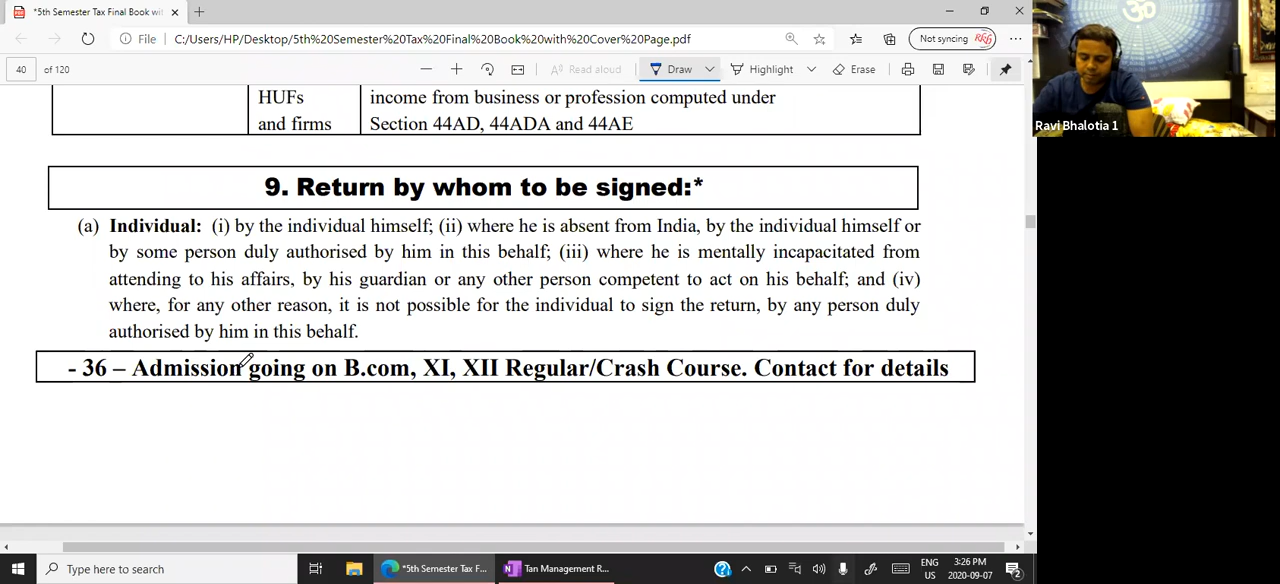 *5th Semester Tax Final Book wit
File
C:/Users/HP/Desktop/5th%20Semester%20Tax%20Final%20Book%20with%20Cover%20Page.pdf
Not syncing
40 of 120
Read aloud
Draw
Highlight
Erase
HUFs
and firms
income from business or profession computed under
Section 44AD, 44ADA and 44AE
9. Return by whom to be signed:*
(a) Individual: (i) by the individual himself; (ii) where he is absent from India, by the individual himself or
by some person duly authorised by him in this behalf; (iii) where he is mentally incapacitated from
attending to his affairs, by his guardian or any other person competent to act on his behalf; and (iv)
where, for any other reason, it is not possible for the individual to sign the return, by any person duly
authorised by him in this behalf.
- 36 – Admission going on B.com, XI, XII Regular/Crash Course. Contact for details
Ravi Bhalotia 1
Type here to search
*5th Semester Tax F...
Tan Management R...
ENG
US
3:26 PM
2020-09-07
2